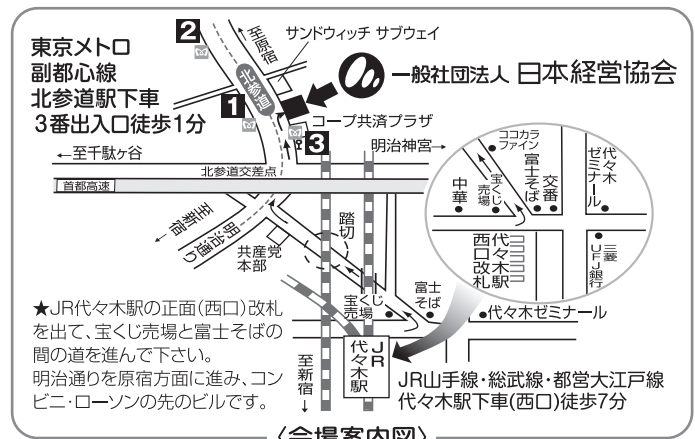 東京メトロ
副都心線
北参道駅下車
3番出入口徒歩1分
2
至原宿
サンドウィッチ サブウェイ
北参道
一般社団法人 日本経営協会
1
コープ共済プラザ
3
←至千駄ヶ谷
明治神宮→
北参道交差点
首都高速
至新宿
明治通り
共産党
本部
踏切
宝くじ
売場
富士
そば
ココカラ
ファイン
中華
宝くじ
売場
富士そば
交番
代々木
ゼミナール
代々木駅
西口改札
三菱
UFJ銀行
代々木ゼミナール
★JR代々木駅の正面(西口)改札
を出て、宝くじ売場と富士そばの
間の道を進んで下さい。
明治通りを原宿方面に進み、コン
ビニ・ローソンの先のビルです。
至新宿
JR
代々木駅
JR山手線・総武線・都営大江戸線
代々木駅下車(西口)徒歩7分
〈会場案内図〉